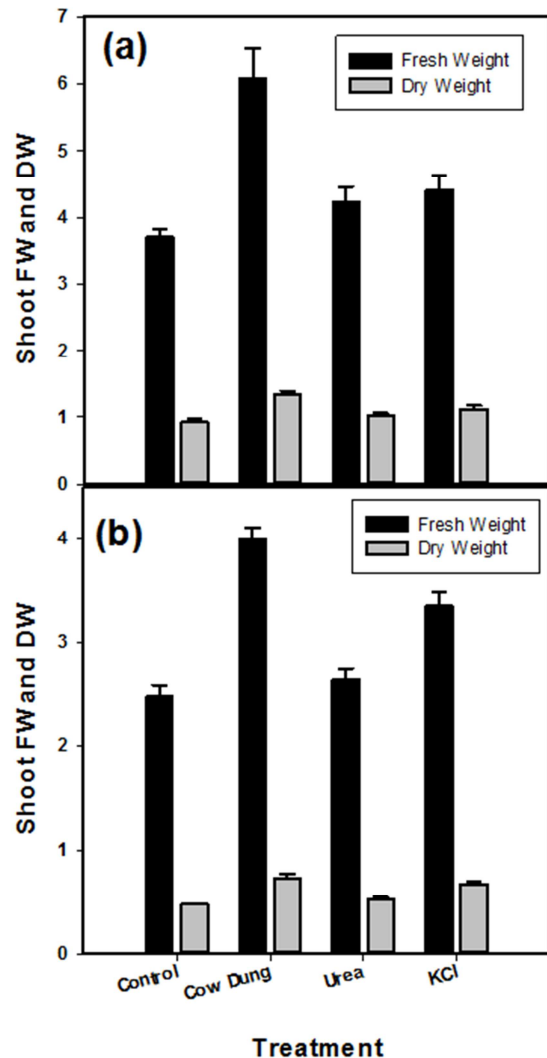 7
(a)
Fresh Weight
Dry Weight
6
5
4
3
2
1
0
Shoot FW and DW
(b)
Fresh Weight
Dry Weight
4
3
2
1
0
Shoot FW and DW
Control
Cow Dung
Urea
KCl
Treatment